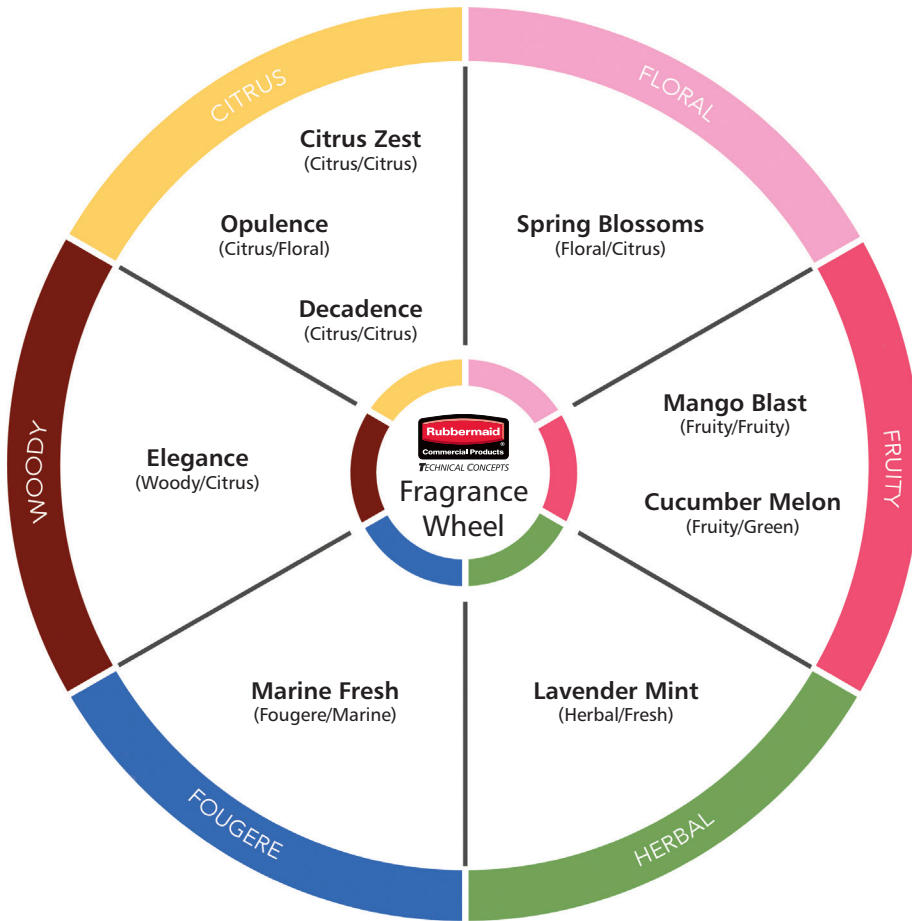 CITRUS
Citrus Zest
(Citrus/Citrus)
Opulence
(Citrus/Floral)
Decadence
(Citrus/Citrus)
FLORAL
Spring Blossoms
(Floral/Citrus)
FRUITY
Mango Blast
(Fruity/Fruity)
Cucumber Melon
(Fruity/Green)
HERBAL
Lavender Mint
(Herbal/Fresh)
FOUGERE
Marine Fresh
(Fougere/Marine)
WOODY
Elegance
(Woody/Citrus)
Rubbermaid
®
Commercial Products
TECHNICAL CONCEPTS
Fragrance
Wheel